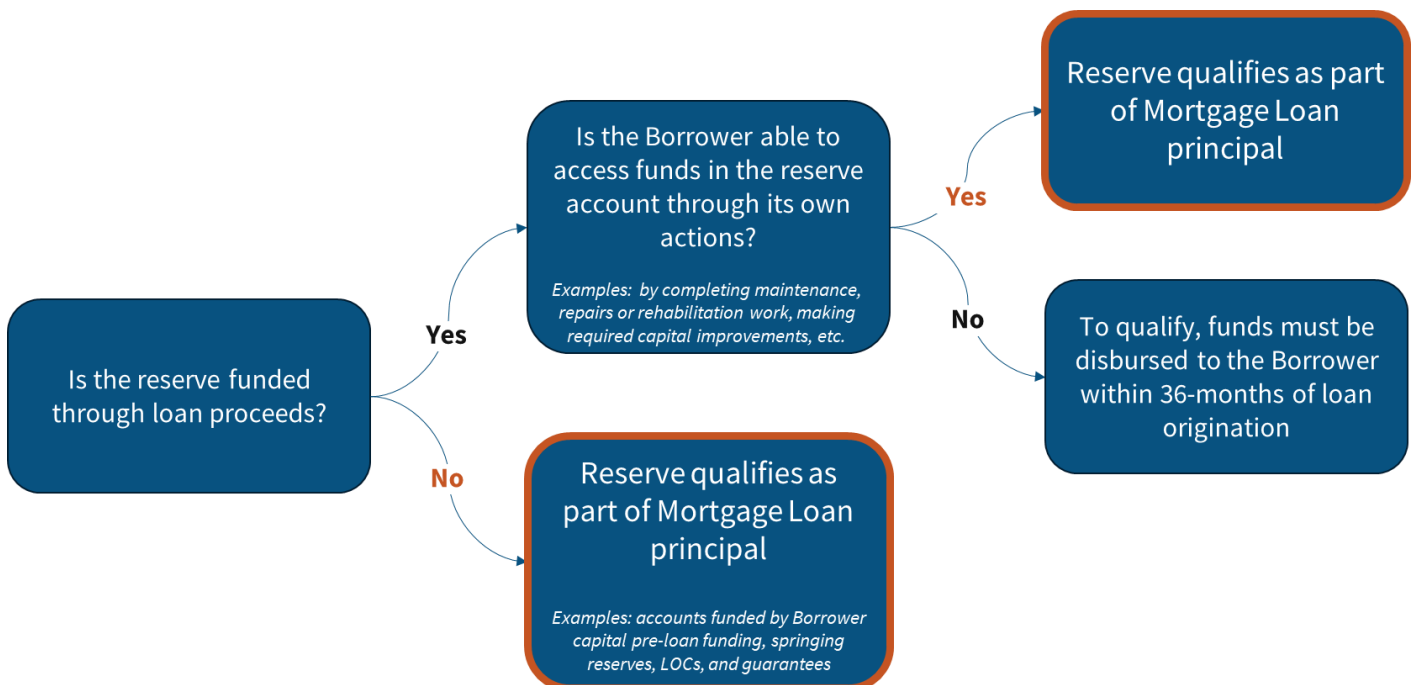 Is the reserve funded
through loan proceeds?
Yes
No
Is the Borrower able to
access funds in the reserve
account through its own
actions?
Examples: by completing maintenance,
repairs or rehabilitation work, making
required capital improvements, etc.
Yes
No
Reserve qualifies as part
of Mortgage Loan
principal
To qualify, funds must be
disbursed to the Borrower
within 36-months of loan
origination
Reserve qualifies as
part of Mortgage Loan
principal
Examples: accounts funded by Borrower
capital pre-loan funding, springing
reserves, LOCs, and guarantees